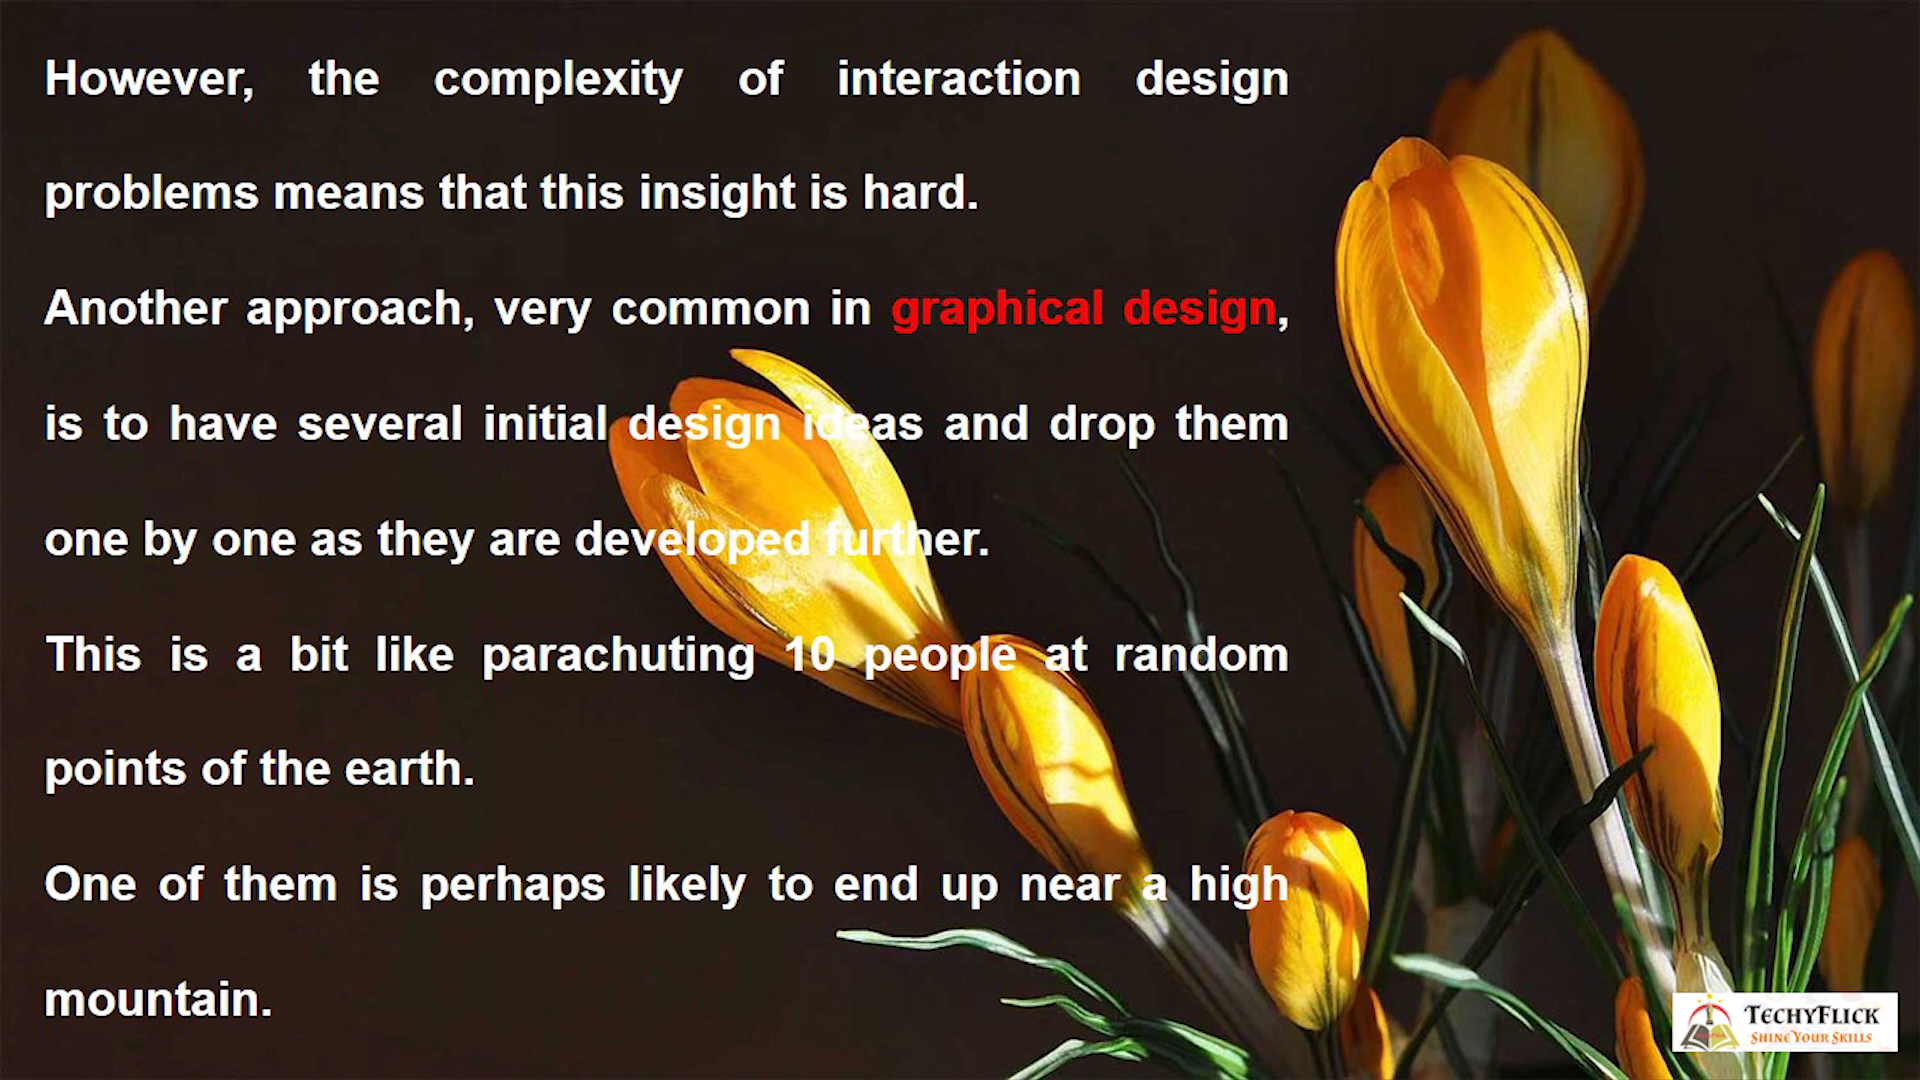 However, the complexity of interaction design
problems means that this insight is hard.
Another approach, very common in graphical design,
is to have several initial design ideas and drop them
one by one as they are developed further.
This is a bit like parachuting 10 people at random
points of the earth.
One of them is perhaps likely to end up near a high
mountain.
TECHYFLICK
SHINE YOUR SKILLS